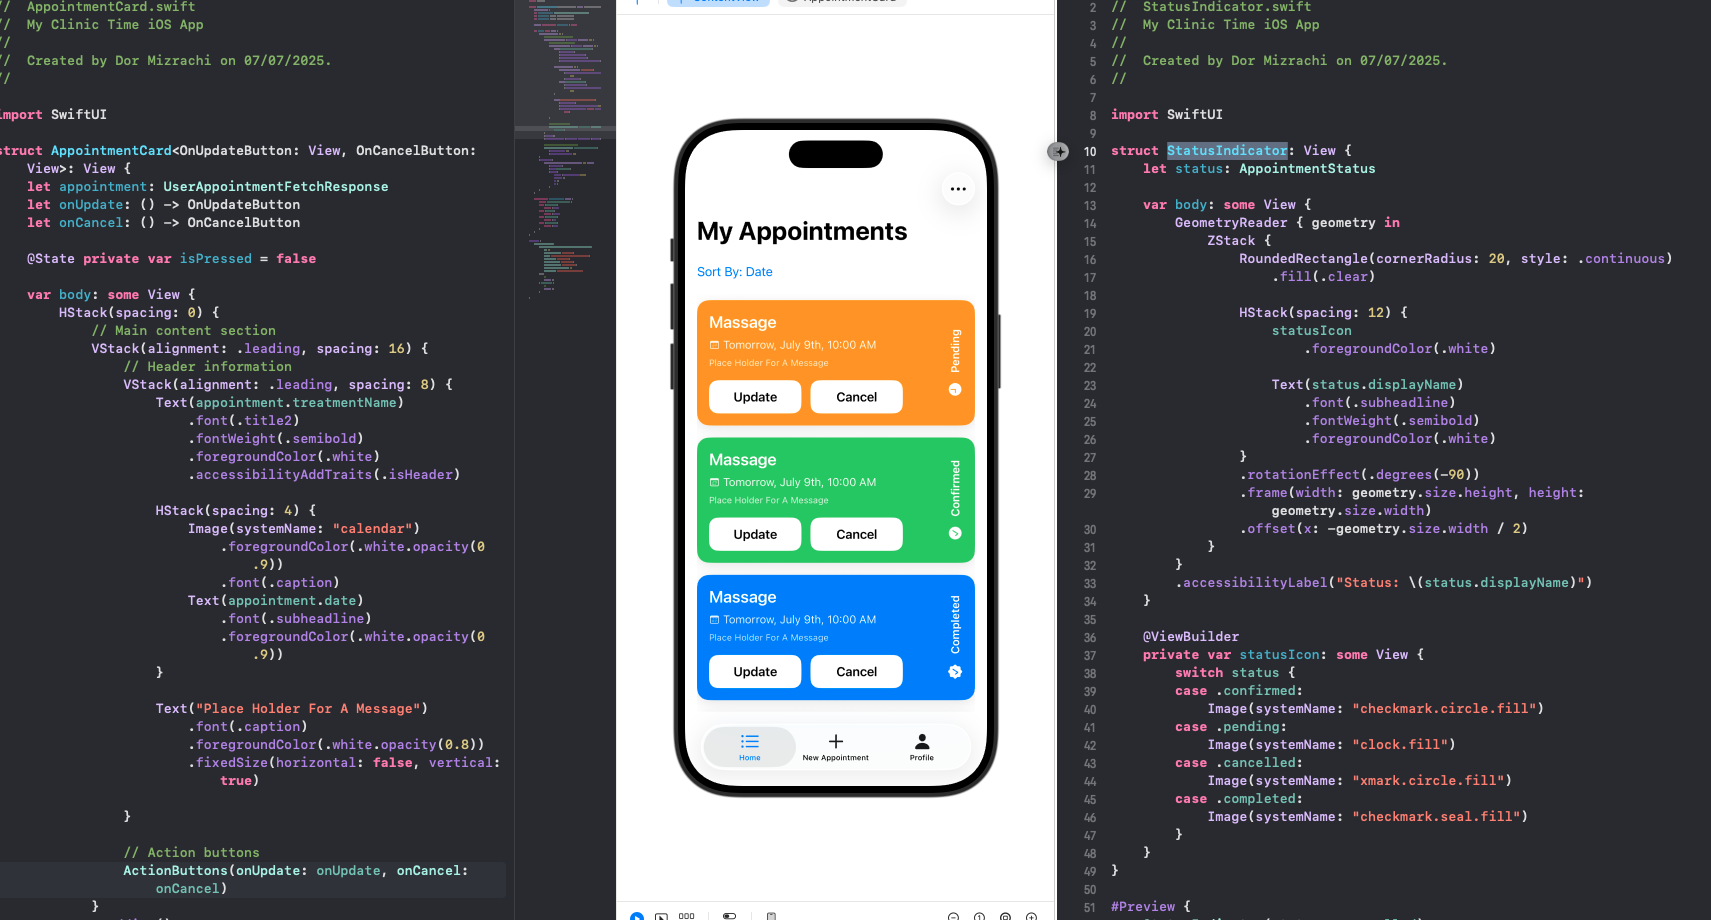 //  AppointmentCard.swift
//  My Clinic Time iOS App
//
//  Created by Dor Mizrachi on 07/07/2025.
//
import SwiftUI
struct AppointmentCard<OnUpdateButton: View, OnCancelButton:
View>: View {
let appointment: UserAppointmentFetchResponse
let onUpdate: () -> OnUpdateButton
let onCancel: () -> OnCancelButton
@State private var isPressed = false
var body: some View {
HStack(spacing: 0) {
// Main content section
VStack(alignment: .leading, spacing: 16) {
// Header information
VStack(alignment: .leading, spacing: 8) {
Text(appointment.treatmentName)
.font(.title2)
.fontWeight(.semibold)
.foregroundColor(.white)
.accessibilityAddTraits(.isHeader)
HStack(spacing: 4) {
Image(systemName: "calendar")
.foregroundColor(.white.opacity(0
.9))
.font(.caption)
Text(appointment.date)
.font(.subheadline)
.foregroundColor(.white.opacity(0
.9))
}
Text("Place Holder For A Message")
.font(.caption)
.foregroundColor(.white.opacity(0.8))
.fixedSize(horizontal: false, vertical:
true)
}
// Action buttons
ActionButtons(onUpdate: onUpdate, onCancel:
onCancel)
}
My Appointments
Sort By: Date
Massage
Tomorrow, July 9th, 10:00 AM
Place Holder For A Message
Update
Cancel
Pending
Massage
Tomorrow, July 9th, 10:00 AM
Place Holder For A Message
Update
Cancel
Confirmed
Massage
Tomorrow, July 9th, 10:00 AM
Place Holder For A Message
Update
Cancel
Completed
Home
New Appointment
Profile
2 //  StatusIndicator.swift
3 //  My Clinic Time iOS App
4 //
5 //  Created by Dor Mizrachi on 07/07/2025.
6 //
7
8 import SwiftUI
9
10 struct StatusIndicator: View {
11 let status: AppointmentStatus
12
13 var body: some View {
14 GeometryReader { geometry in
15 ZStack {
16 RoundedRectangle(cornerRadius: 20, style: .continuous)
17 .fill(.clear)
18
19 HStack(spacing: 12) {
20 statusIcon
21 .foregroundColor(.white)
22
23 Text(status.displayName)
24 .font(.subheadline)
25 .fontWeight(.semibold)
26 .foregroundColor(.white)
27 }
28 .rotationEffect(.degrees(-90))
29 .frame(width: geometry.size.height, height:
geometry.size.width)
30 .offset(x: -geometry.size.width / 2)
31 }
32 }
33 .accessibilityLabel("Status: \(status.displayName)")
34 }
35
36 @ViewBuilder
37 private var statusIcon: some View {
38 switch status {
39 case .confirmed:
40 Image(systemName: "checkmark.circle.fill")
41 case .pending:
42 Image(systemName: "clock.fill")
43 case .cancelled:
44 Image(systemName: "xmark.circle.fill")
45 case .completed:
46 Image(systemName: "checkmark.seal.fill")
47 }
48 }
49 }
50
51 #Preview {